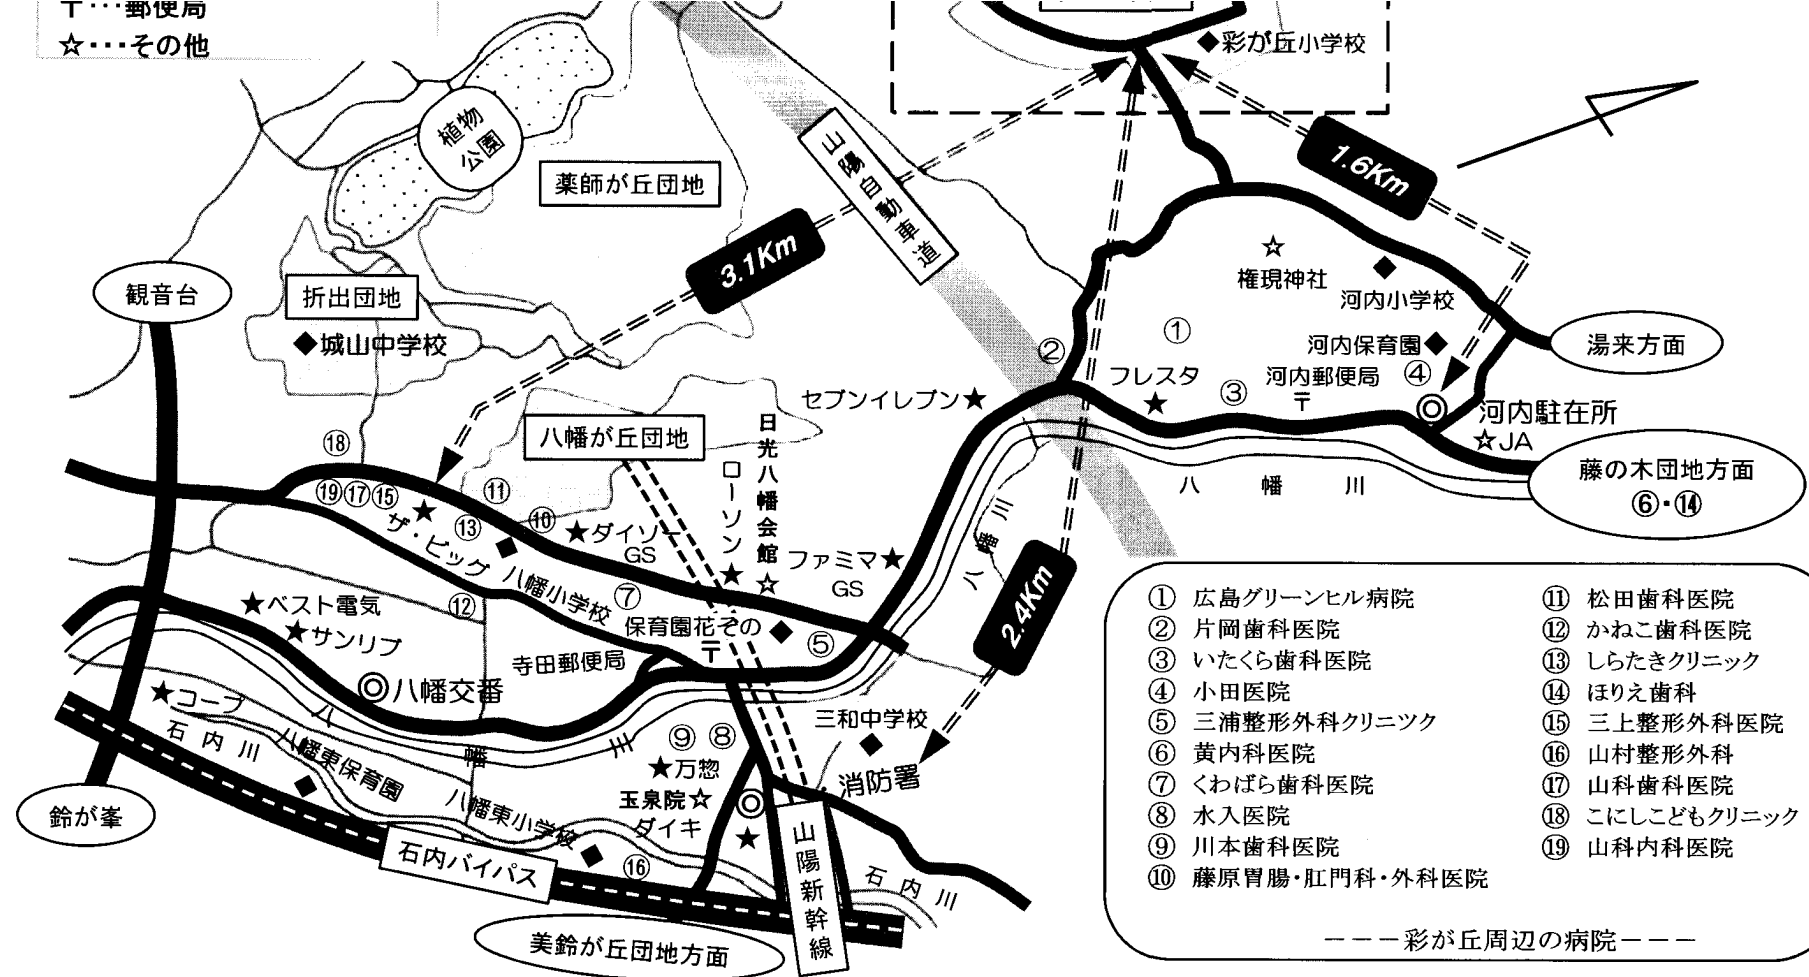 〒･･･郵便局
☆･･･その他
◆彩が丘小学校
植物
公園
薬師が丘団地
山陽自動車道
1.6Km
3.1Km
観音台
折出団地
◆城山中学校
☆
権現神社
◆
河内小学校
①
湯来方面
②
河内保育園◆
フレスタ
★
③
河内郵便局
〒
④
セブンイレブン★
◎
河内駐在所
☆JA
八幡が丘団地
日光八幡会館
☆
ローソン
★
藤の木団地方面
⑥・⑭
八幡川
八幡川
⑱
⑲⑰⑮
★
ザ・ビッグ
⑬
⑪
⑩
★ダイソー
GS
ファミマ★
GS
◆
八幡小学校
⑦
2.4Km
★ベスト電気
⑫
★サンリブ
保育園花その
◆
⑤
寺田郵便局
〒
◎八幡交番
★コープ
石内川
八幡川
八幡東保育園
◆
三和中学校
◆
⑨ ⑧
★万惣
消防署
玉泉院☆
◎
ダイキ
★
鈴が峯
八幡東小学校
◆
⑯
石内バイパス
山陽新幹線
石内川
美鈴が丘団地方面
① 広島グリーンヒル病院
② 片岡歯科医院
③ いたくら歯科医院
④ 小田医院
⑤ 三浦整形外科クリニツク
⑥ 黄内科医院
⑦ くわばら歯科医院
⑧ 水入医院
⑨ 川本歯科医院
⑩ 藤原胃腸・肛門科・外科医院
⑪ 松田歯科医院
⑫ かねこ歯科医院
⑬ しらたきクリニック
⑭ ほりえ歯科
⑮ 三上整形外科医院
⑯ 山村整形外科
⑰ 山科歯科医院
⑱ こにしこどもクリニック
⑲ 山科内科医院
−−−彩が丘周辺の病院−−−